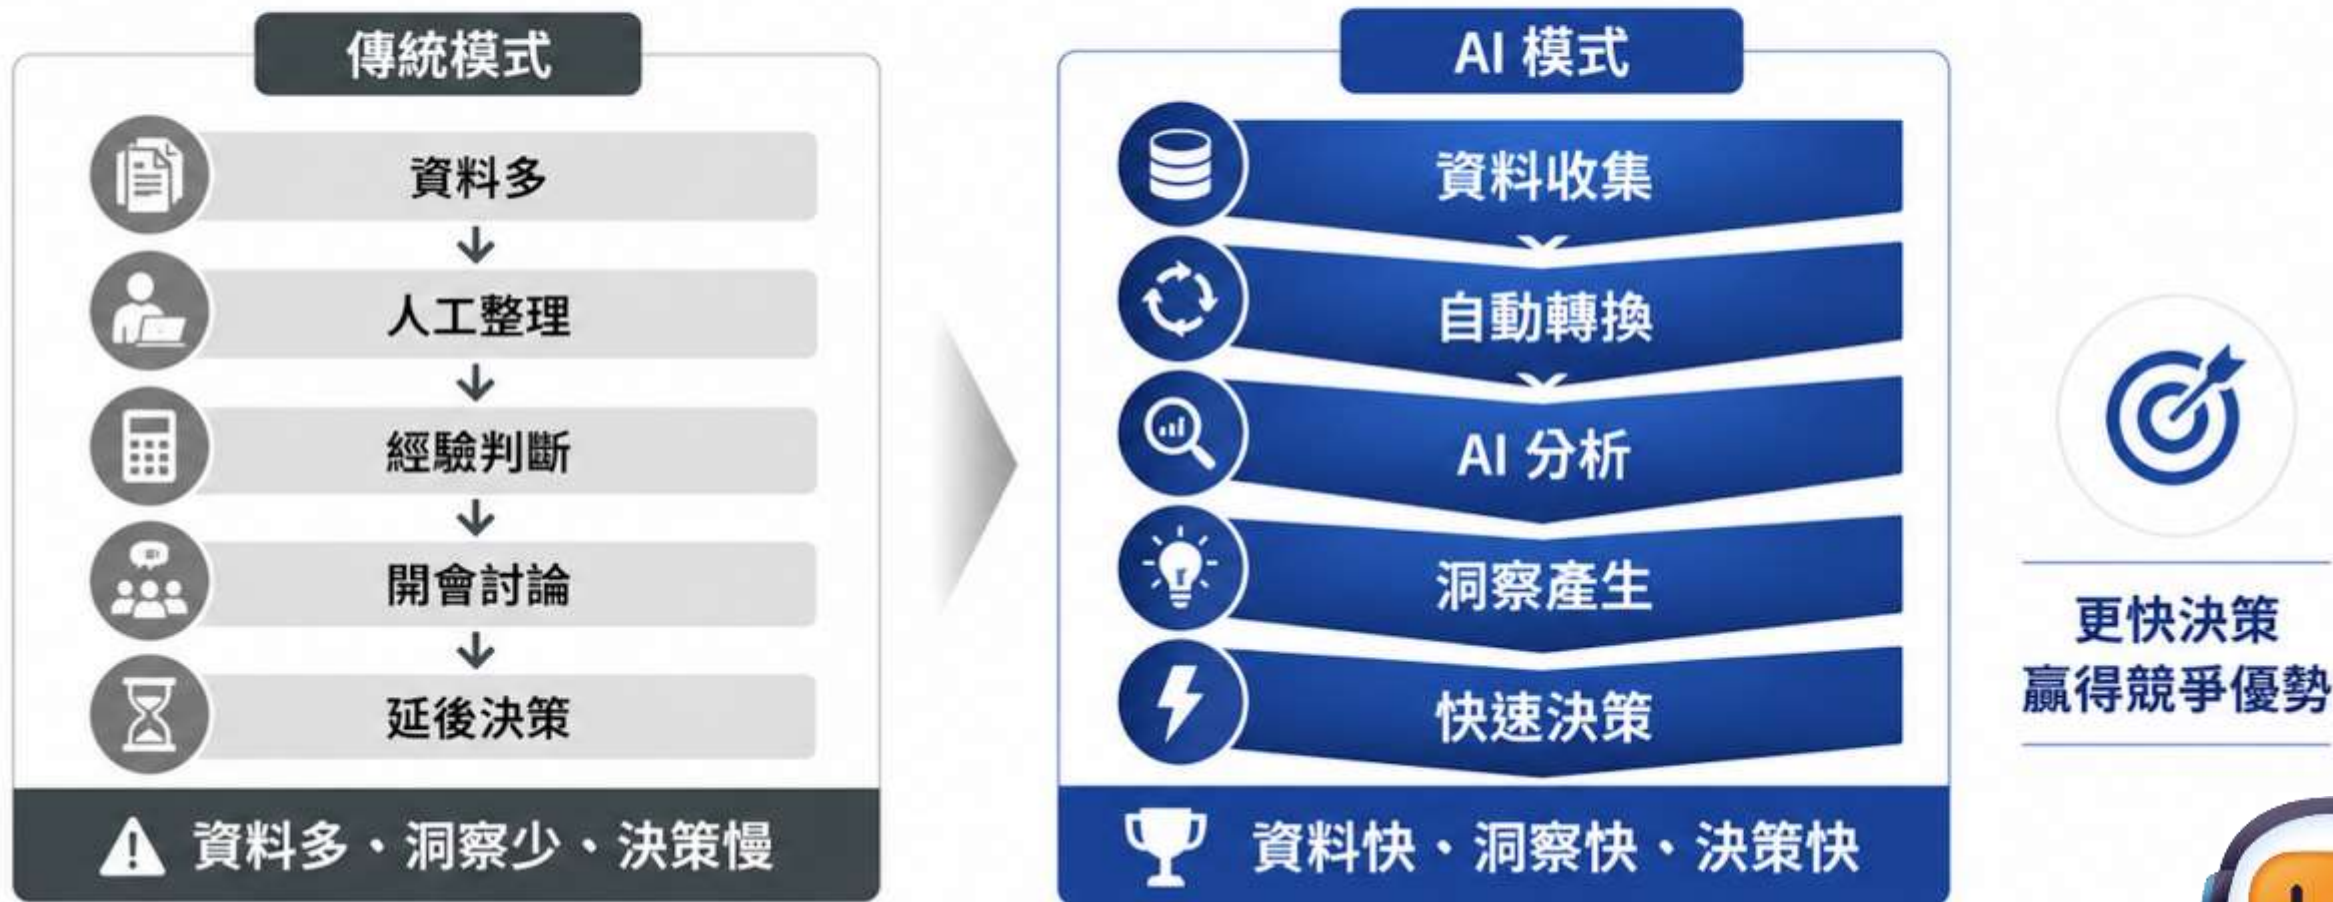 傳統模式
資料多
人工整理
經驗判斷
開會討論
延後決策
資料多、洞察少、決策慢
AI 模式
資料收集
自動轉換
AI 分析
洞察產生
快速決策
資料快、洞察快、決策快
更快決策
贏得競爭優勢